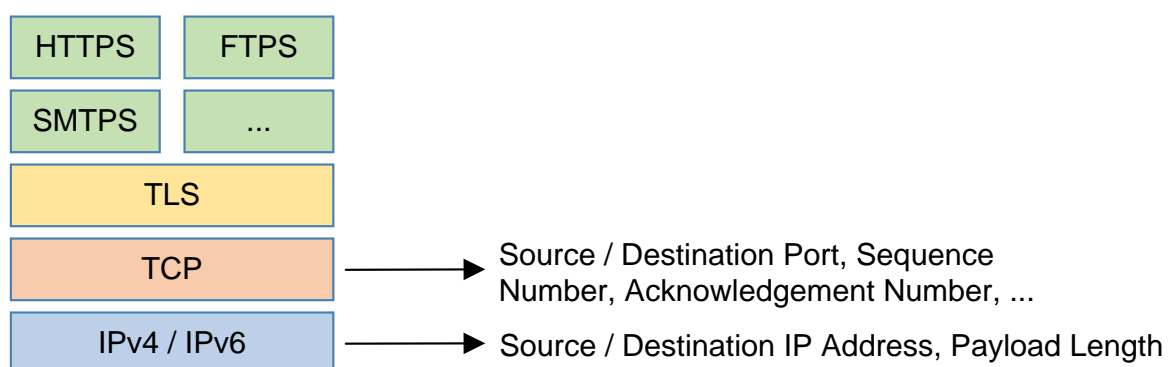 HTTPS FTPS
SMTPS ...
TLS
TCP
Source / Destination Port, Sequence
Number, Acknowledgement Number, ...
IPv4 / IPv6
Source / Destination IP Address, Payload Length